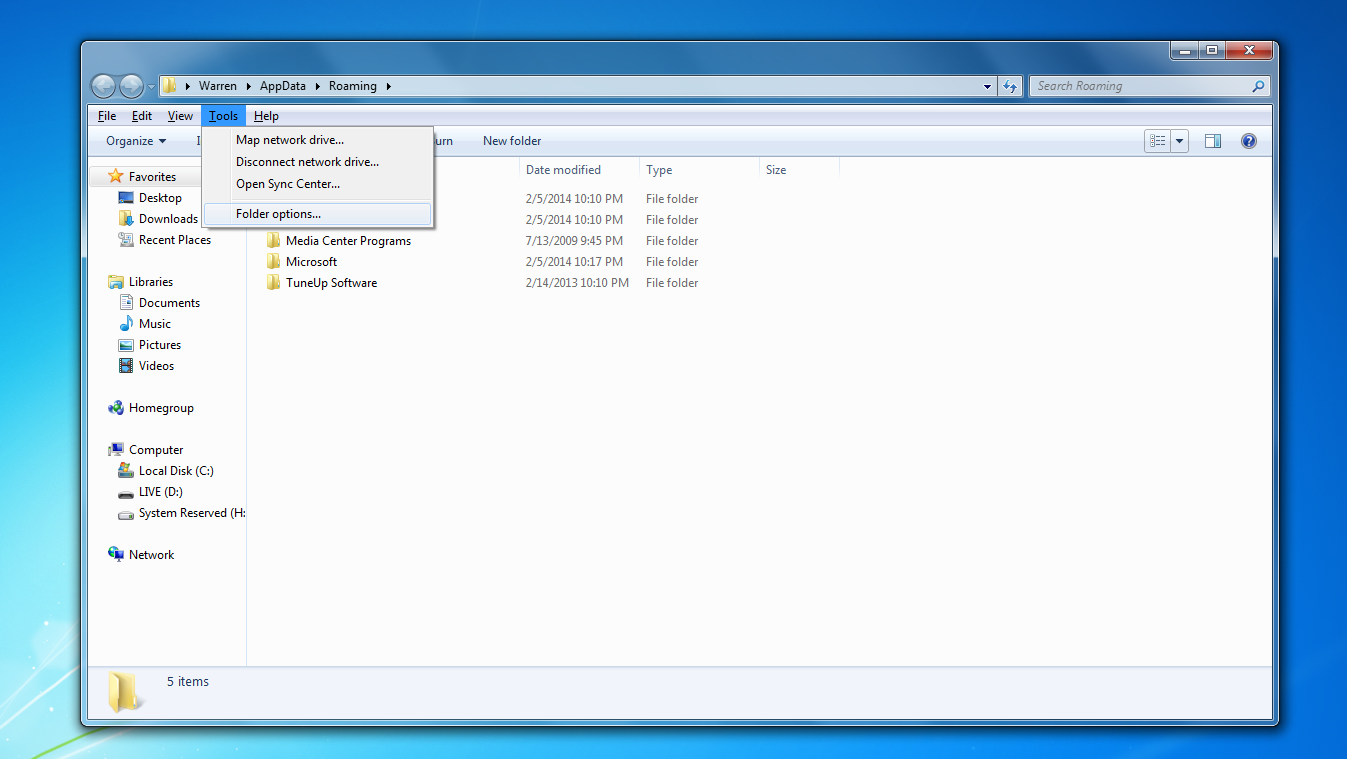 Warren AppData Roaming
Search Roaming
File Edit View Tools Help
Organize
New folder
Map network drive...
Disconnect network drive...
Open Sync Center...
Folder options...
Date modified Type Size
2/5/2014 10:10 PM File folder
2/5/2014 10:10 PM File folder
Media Center Programs 7/13/2009 9:45 PM File folder
Microsoft 2/5/2014 10:17 PM File folder
TuneUp Software 2/14/2013 10:10 PM File folder
Favorites
Desktop
Downloads
Recent Places
Libraries
Documents
Music
Pictures
Videos
Homegroup
Computer
Local Disk (C:)
LIVE (D:)
System Reserved (H:
Network
5 items